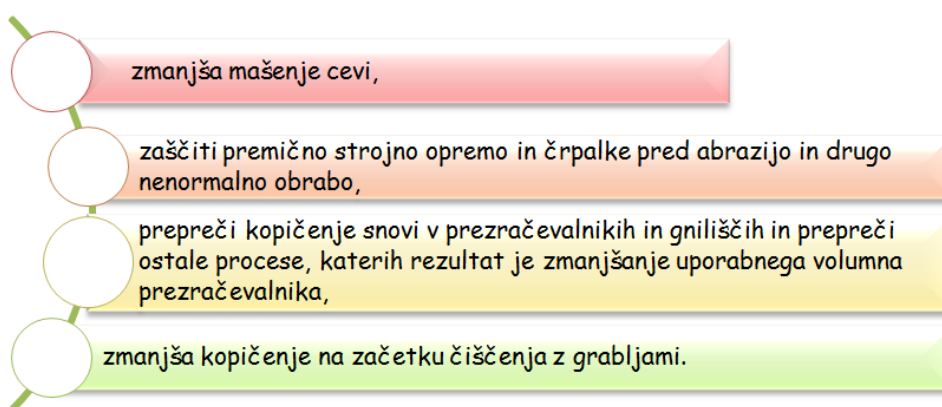 zmanjša mašenje cevi,
zaščiti premično strojno opremo in črpalke pred abrazijo in drugo
nenormalno obrabo,
prepreči kopičenje snovi v prezračevalnikih in gniliščih in prepreči
ostale procese, katerih rezultat je zmanjšanje uporabnega volumna
prezračevalnika,
zmanjša kopičenje na začetku čiščenja z grabljami.